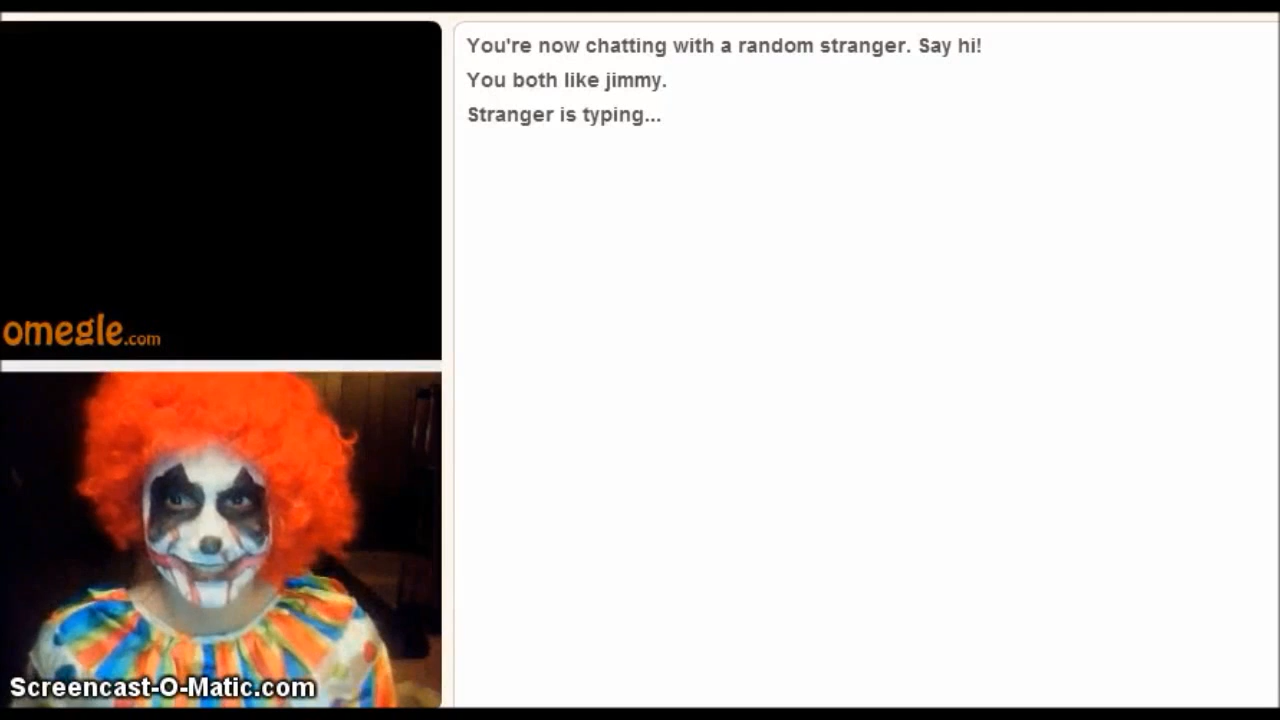 You're now chatting with a random stranger. Say hi!
You both like jimmy.
Stranger is typing...
omegle.com
Screencast-O-Matic.com